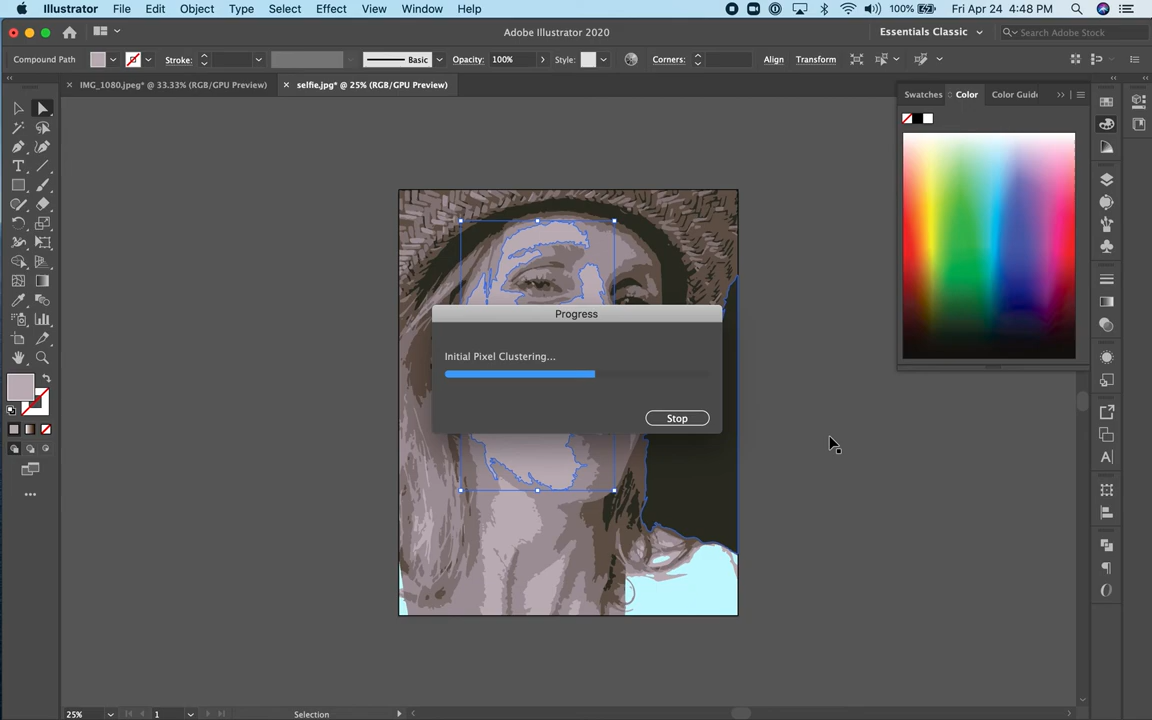 Illustrator File Edit Object Type Select Effect View Window Help 100% Fri Apr 24 4:48 PM
Adobe Illustrator 2020 Essentials Classic Search Adobe Stock
Compound Path Stroke: Basic Opacity: 100% Style: Corners: Align Transform
IMG_1080.jpeg* @ 33.33% (RGB/GPU Preview) selfie.jpg* @ 25% (RGB/GPU Preview)
Swatches Color Color Guide
Progress
Initial Pixel Clustering...
Stop
25% 1 Selection